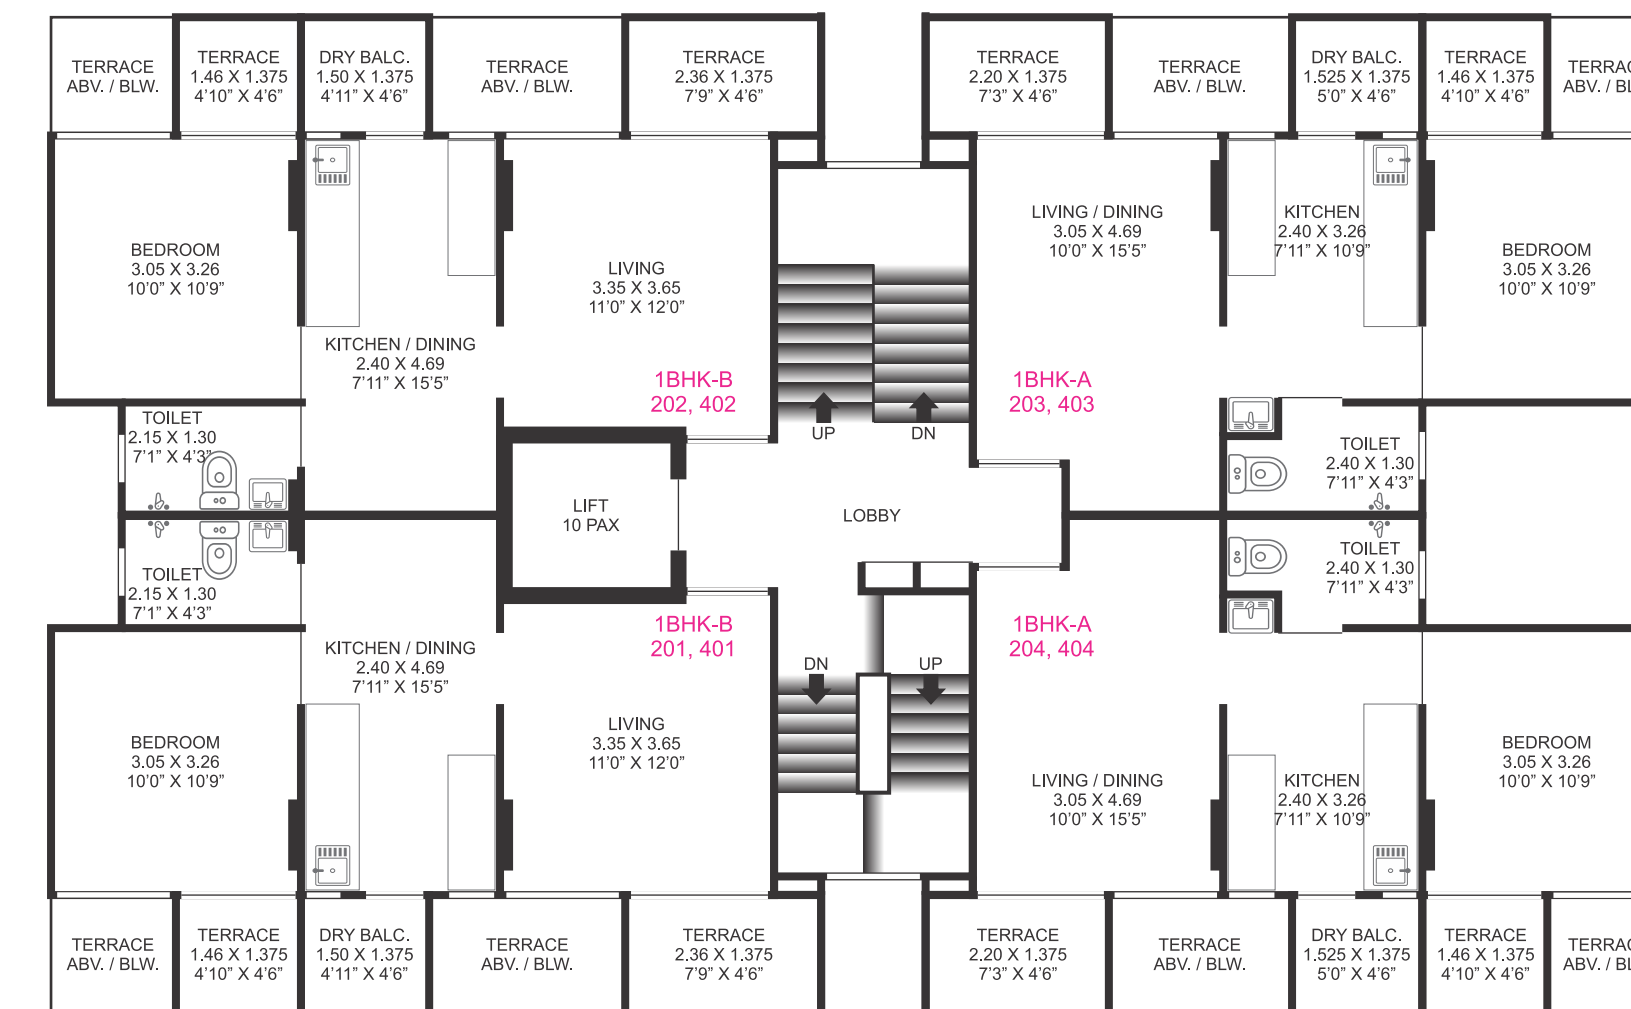 TERRACE
ABV. / BLW.
TERRACE
1.46 X 1.375
4'10" X 4'6"
DRY BALC.
1.50 X 1.375
4'11" X 4'6"
TERRACE
ABV. / BLW.
TERRACE
2.36 X 1.375
7'9" X 4'6"
TERRACE
2.20 X 1.375
7'3" X 4'6"
TERRACE
ABV. / BLW.
DRY BALC.
1.525 X 1.375
5'0" X 4'6"
TERRACE
1.46 X 1.375
4'10" X 4'6"
BEDROOM
3.05 X 3.26
10'0" X 10'9"
LIVING
3.35 X 3.65
11'0" X 12'0"
LIVING / DINING
3.05 X 4.69
10'0" X 15'5"
KITCHEN
2.40 X 3.26
7'11" X 10'9"
BEDROOM
3.05 X 3.26
10'0" X 10'9"
KITCHEN / DINING
2.40 X 4.69
7'11" X 15'5"
1BHK-B
202, 402
1BHK-A
203, 403
UP
DN
TOILET
2.15 X 1.30
7'1" X 4'3"
TOILET
2.40 X 1.30
7'11" X 4'3"
LIFT
10 PAX
LOBBY
TOILET
2.15 X 1.30
7'1" X 4'3"
TOILET
2.40 X 1.30
7'11" X 4'3"
1BHK-B
201, 401
1BHK-A
204, 404
KITCHEN / DINING
2.40 X 4.69
7'11" X 15'5"
DN
UP
BEDROOM
3.05 X 3.26
10'0" X 10'9"
LIVING
3.35 X 3.65
11'0" X 12'0"
LIVING / DINING
3.05 X 4.69
10'0" X 15'5"
KITCHEN
2.40 X 3.26
7'11" X 10'9"
BEDROOM
3.05 X 3.26
10'0" X 10'9"
TERRACE
ABV. / BLW.
TERRACE
1.46 X 1.375
4'10" X 4'6"
DRY BALC.
1.50 X 1.375
4'11" X 4'6"
TERRACE
ABV. / BLW.
TERRACE
2.36 X 1.375
7'9" X 4'6"
TERRACE
2.20 X 1.375
7'3" X 4'6"
TERRACE
ABV. / BLW.
DRY BALC.
1.525 X 1.375
5'0" X 4'6"
TERRACE
1.46 X 1.375
4'10" X 4'6"